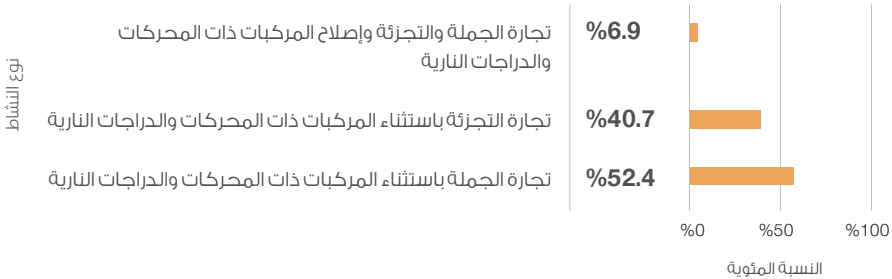 نوع النشاط
تجارة الجملة والتجزئة وإصلاح المركبات ذات المحركات
والدراجات النارية
%6.9
تجارة التجزئة باستثناء المركبات ذات المحركات والدراجات النارية
%40.7
تجارة الجملة باستثناء المركبات ذات المحركات والدراجات النارية
%52.4
%0 %50 %100
النسبة المئوية